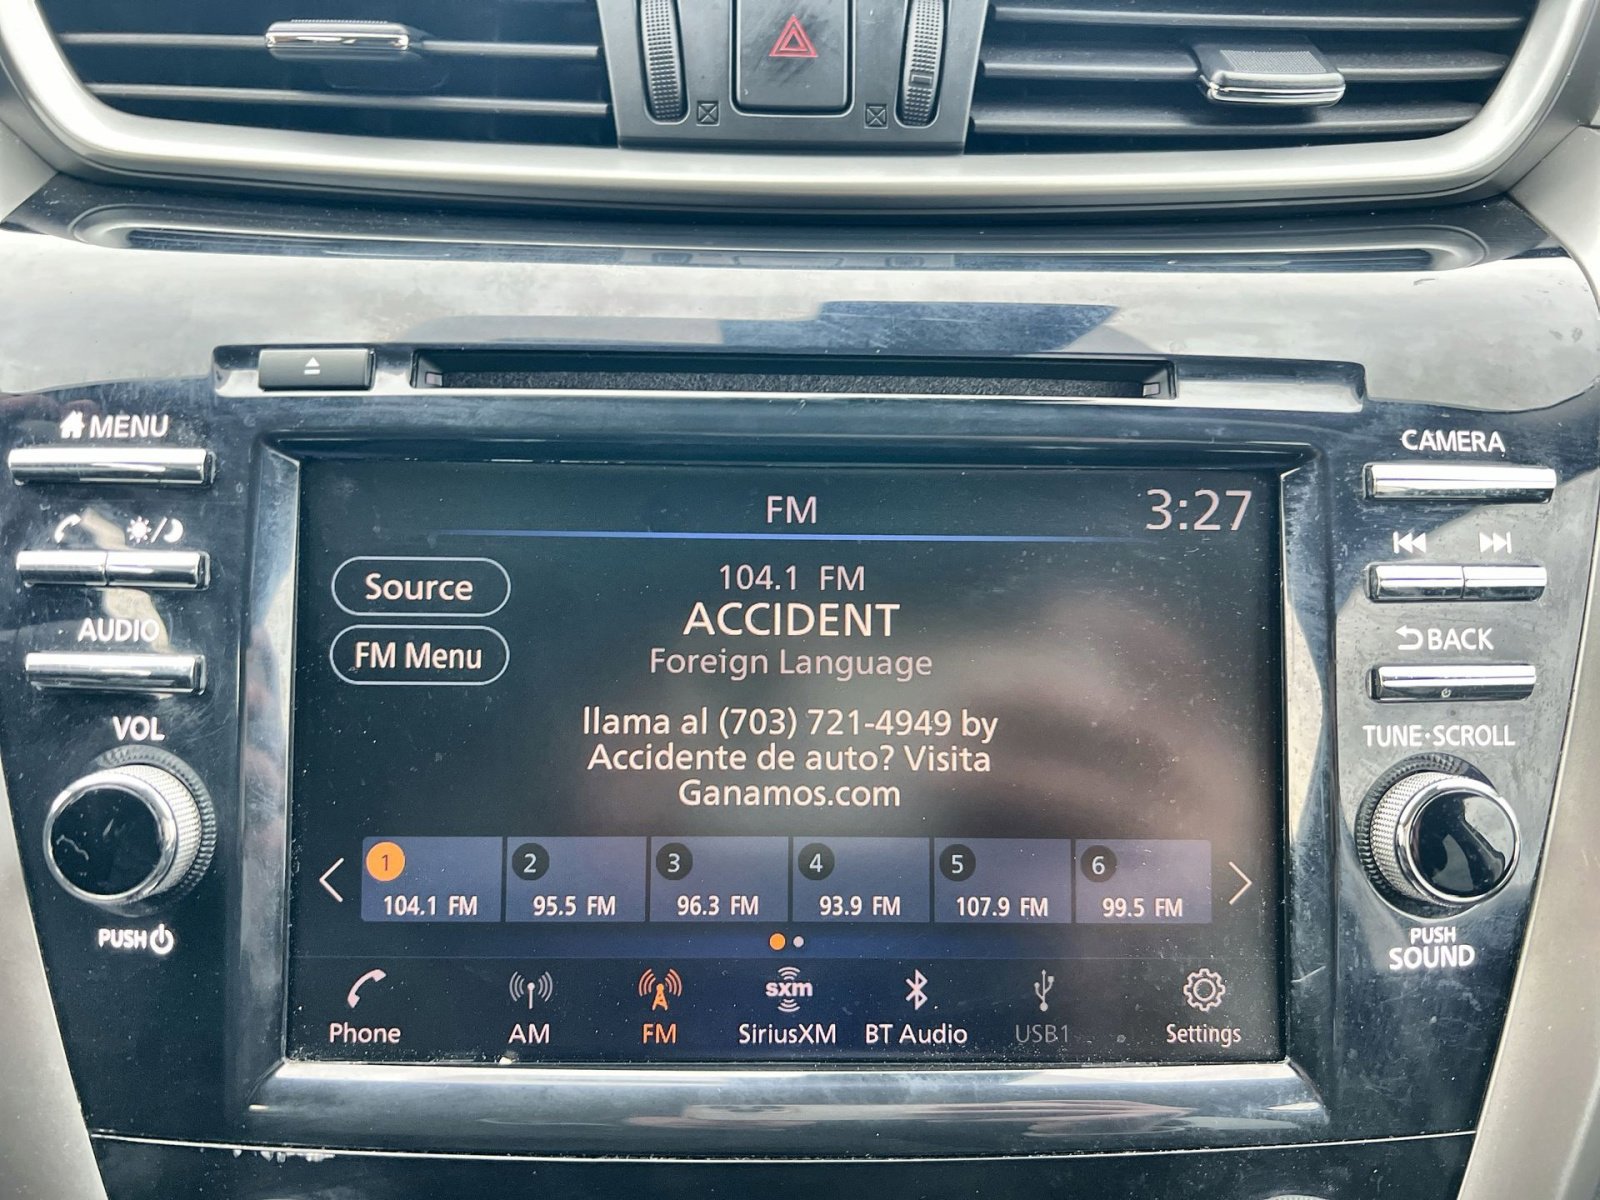 MENU
AUDIO
VOL
PUSH
FM
3:27
Source
FM Menu
104.1 FM
ACCIDENT
Foreign Language
llama al (703) 721-4949 by
Accidente de auto? Visita
Ganamos.com
1 2 3 4 5 6
104.1 FM 95.5 FM 96.3 FM 93.9 FM 107.9 FM 99.5 FM
sxm
Phone AM FM SiriusXM BT Audio USB1 Settings
CAMERA
BACK
TUNE·SCROLL
PUSH
SOUND